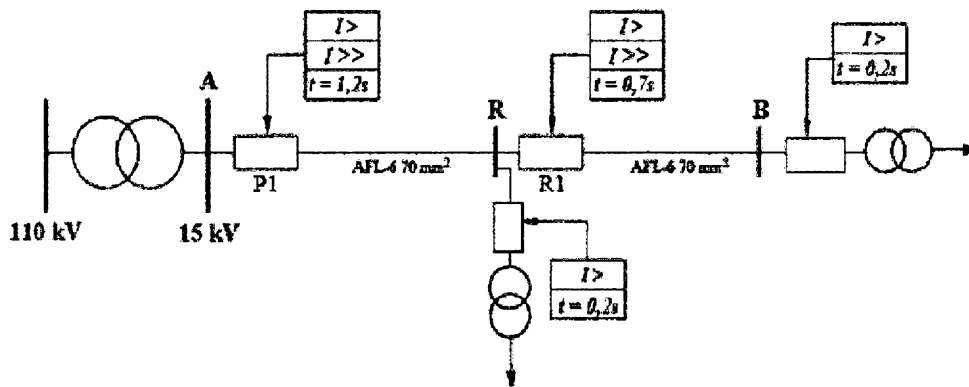 I>
I>>
t = 1,2s
I>
I>>
t = 0,7s
I>
t = 0,2s
A
R
B
P1
AFL-6 70 mm²
R1
AFL-6 70 mm²
110 kV
15 kV
I>
t = 0,2s